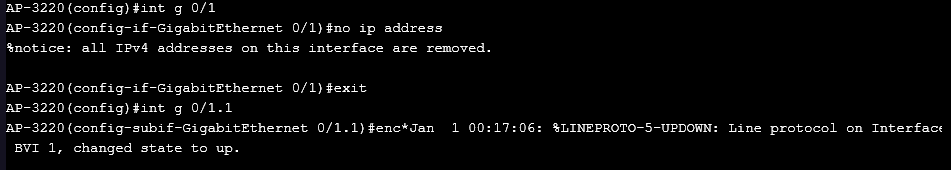 AP-3220(config)#int g 0/1
AP-3220(config-if-GigabitEthernet 0/1)#no ip address
%notice: all IPv4 addresses on this interface are removed.
AP-3220(config-if-GigabitEthernet 0/1)#exit
AP-3220(config)#int g 0/1.1
AP-3220(config-subif-GigabitEthernet 0/1.1)#enc*Jan  1 00:17:06: %LINEPROTO-5-UPDOWN: Line protocol on Interface
BVI 1, changed state to up.